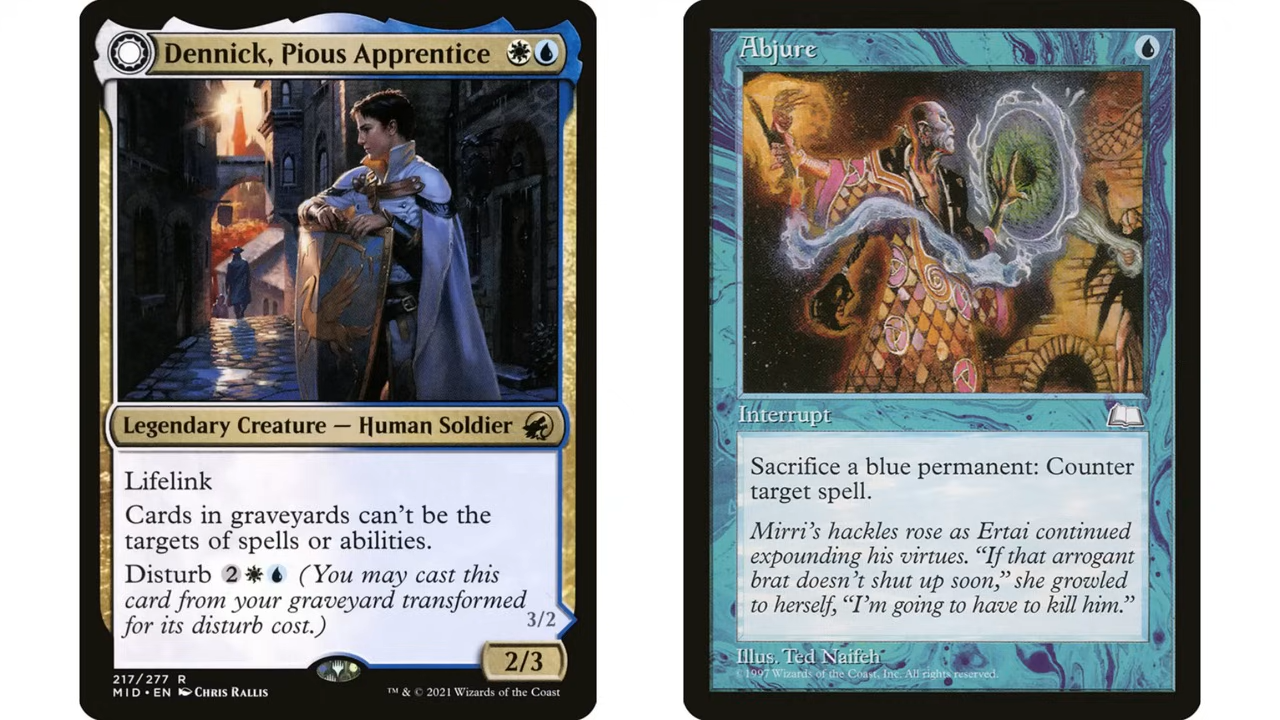 Dennick, Pious Apprentice
Legendary Creature — Human Soldier
Lifelink
Cards in graveyards can't be the
targets of spells or abilities.
Disturb 2 (You may cast this
card from your graveyard transformed
for its disturb cost.)
3/2
2/3
217/277 R
MID • EN Chris Rallis
™ & © 2021 Wizards of the Coast
Abjure
Interrupt
Sacrifice a blue permanent: Counter
target spell.
Mirri's hackles rose as Ertai continued
expounding his virtues. "If that arrogant
brat doesn't shut up soon," she growled
to herself, "I'm going to have to kill him."
Illus. Ted Naifeh
© 1997 Wizards of the Coast, Inc. All rights reserved.